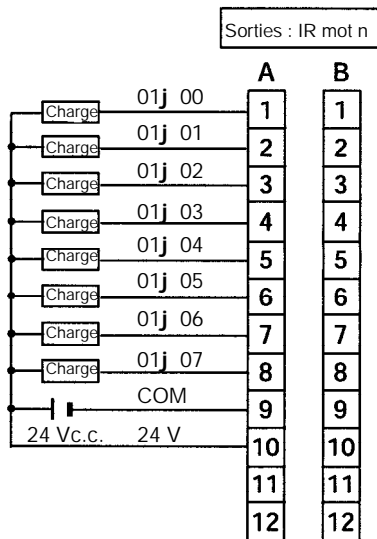 Sorties : IR mot n
A B
Charge 01j 00 1 1
Charge 01j 01 2 2
Charge 01j 02 3 3
Charge 01j 03 4 4
Charge 01j 04 5 5
Charge 01j 05 6 6
Charge 01j 06 7 7
Charge 01j 07 8 8
COM 9 9
24 Vc.c. 24 V 10 10
11 11
12 12